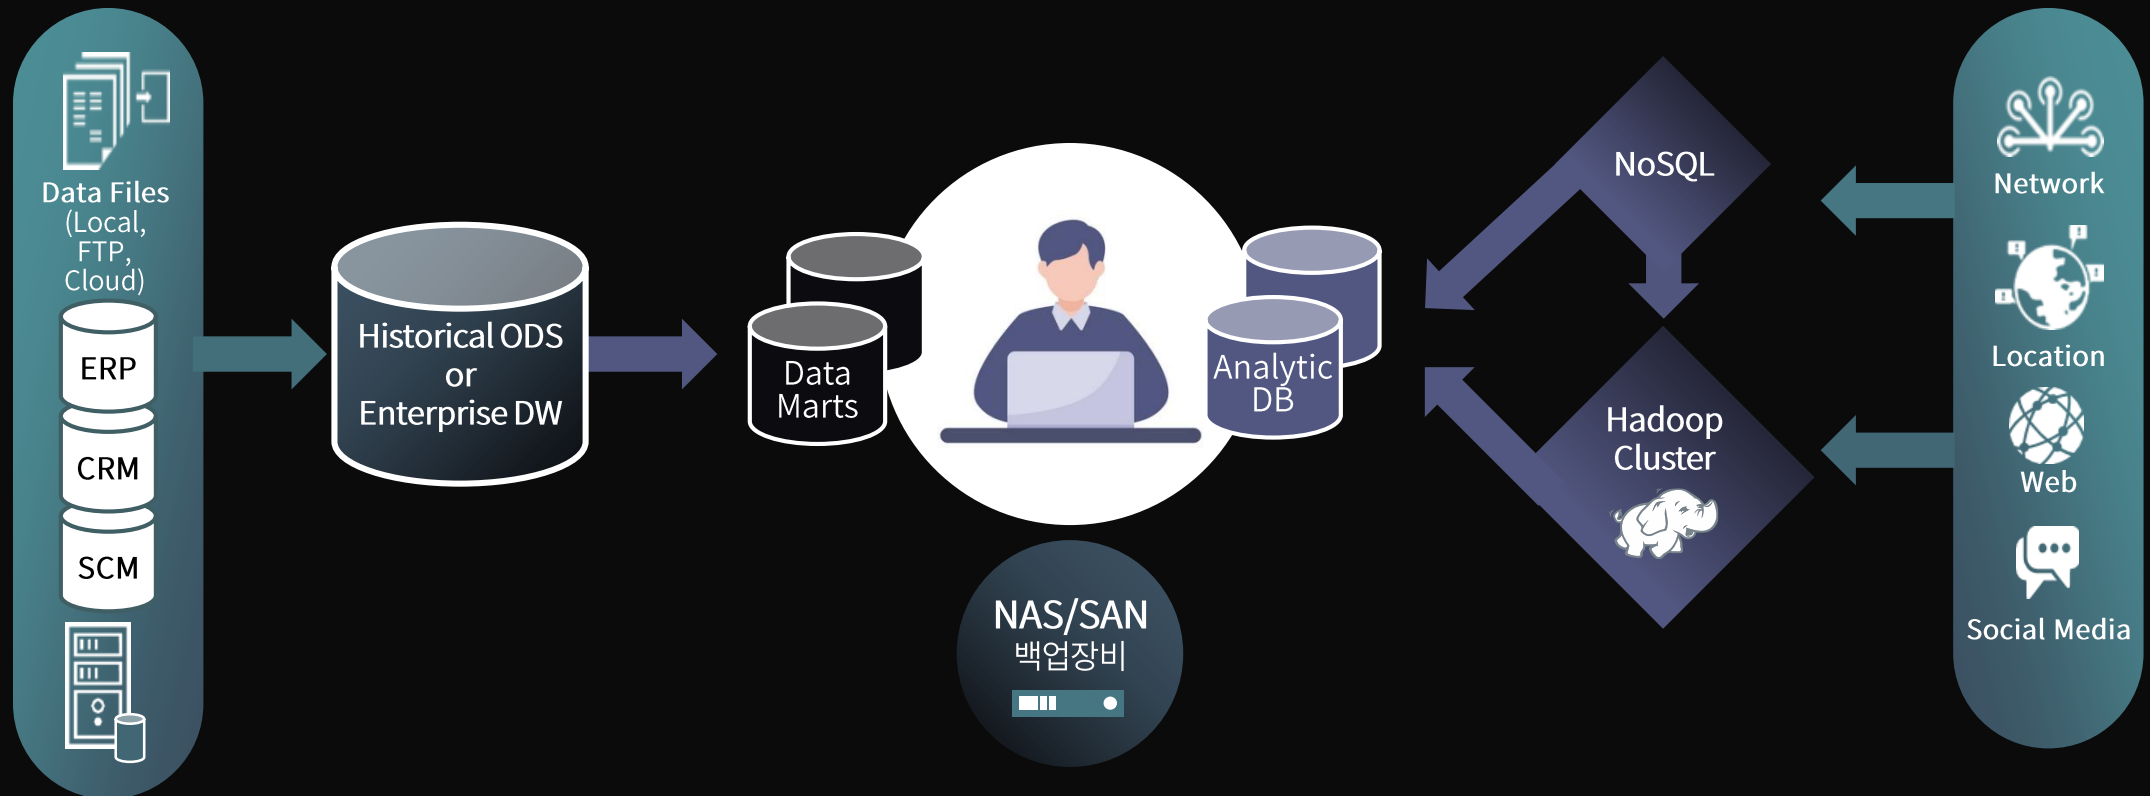 Data Files
(Local,
FTP,
Cloud)
ERP
CRM
SCM
Historical ODS
or
Enterprise DW
Data
Marts
Analytic
DB
NAS/SAN
백업장비
NoSQL
Hadoop
Cluster
Network
Location
Web
Social Media